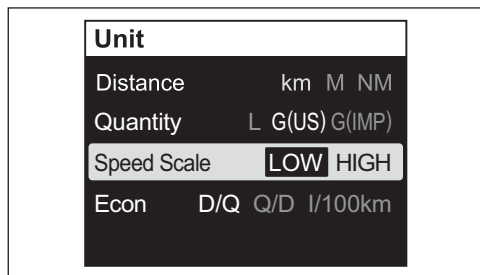 Unit
Distance km M NM
Quantity L G(US) G(IMP)
Speed Scale LOW HIGH
Econ D/Q Q/D l/100km